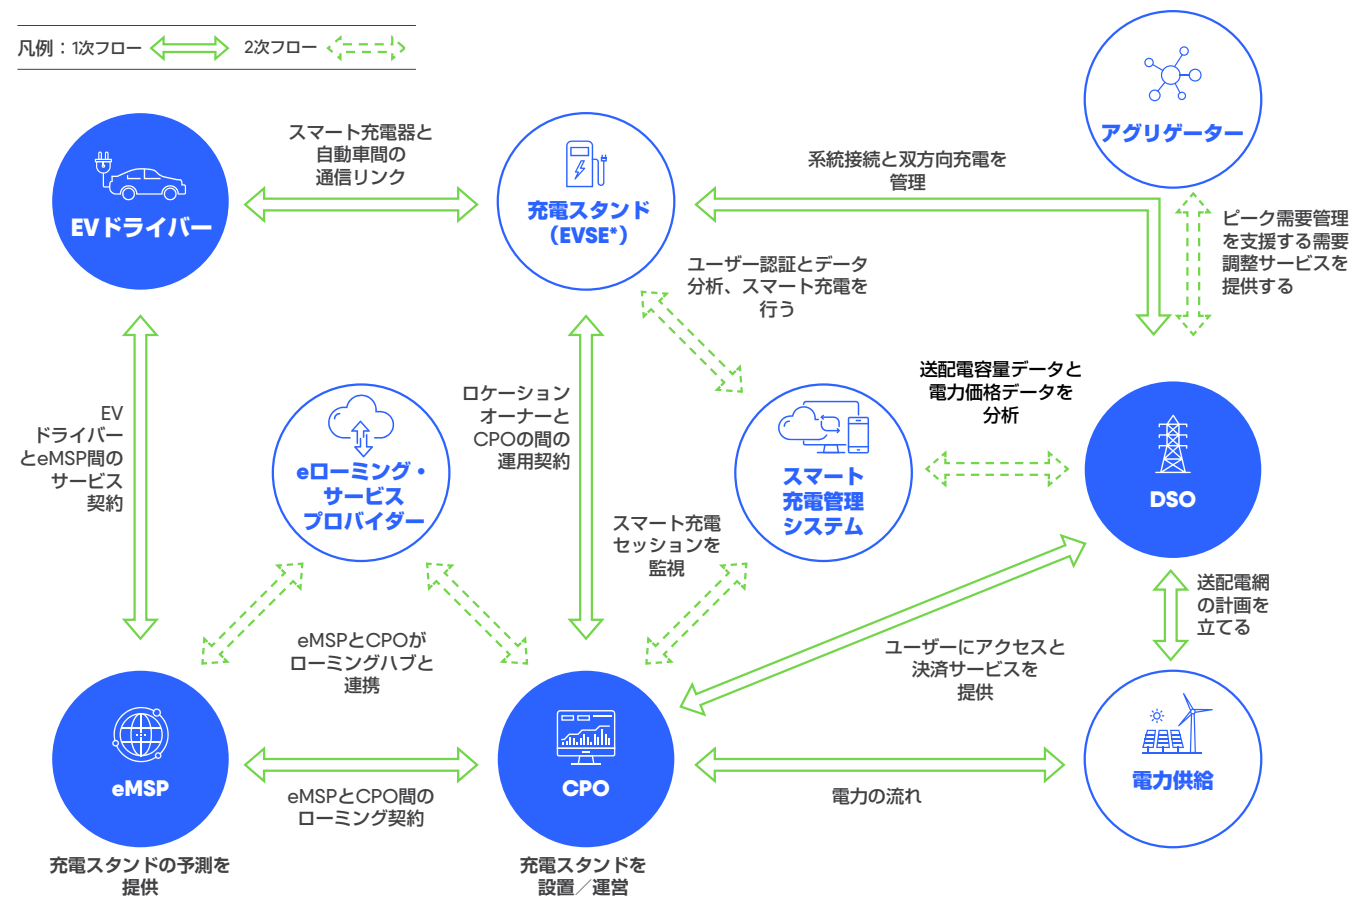 凡例：1次フロー
2次フロー
アグリゲーター
スマート充電器と
自動車間の
通信リンク
系統接続と双方向充電を
管理
EVドライバー
充電スタンド
（EVSE*）
ピーク需要管理
を支援する需要
調整サービスを
提供する
ユーザー認証とデータ
分析、スマート充電を
行う
送配電容量データと
電力価格データを
分析
EV
ドライバー
とeMSP間の
サービス
契約
ロケーション
オーナーと
CPOの間の
運用契約
eローミング・
サービス
プロバイダー
スマート
充電管理
システム
DSO
スマート充電
セッションを
監視
送配電網
の計画を
立てる
eMSPとCPOが
ローミングハブと
連携
ユーザーにアクセスと
決済サービスを
提供
eMSP
CPO
電力供給
eMSPとCPO間の
ローミング契約
電力の流れ
充電スタンドの予測を
提供
充電スタンドを
設置／運営